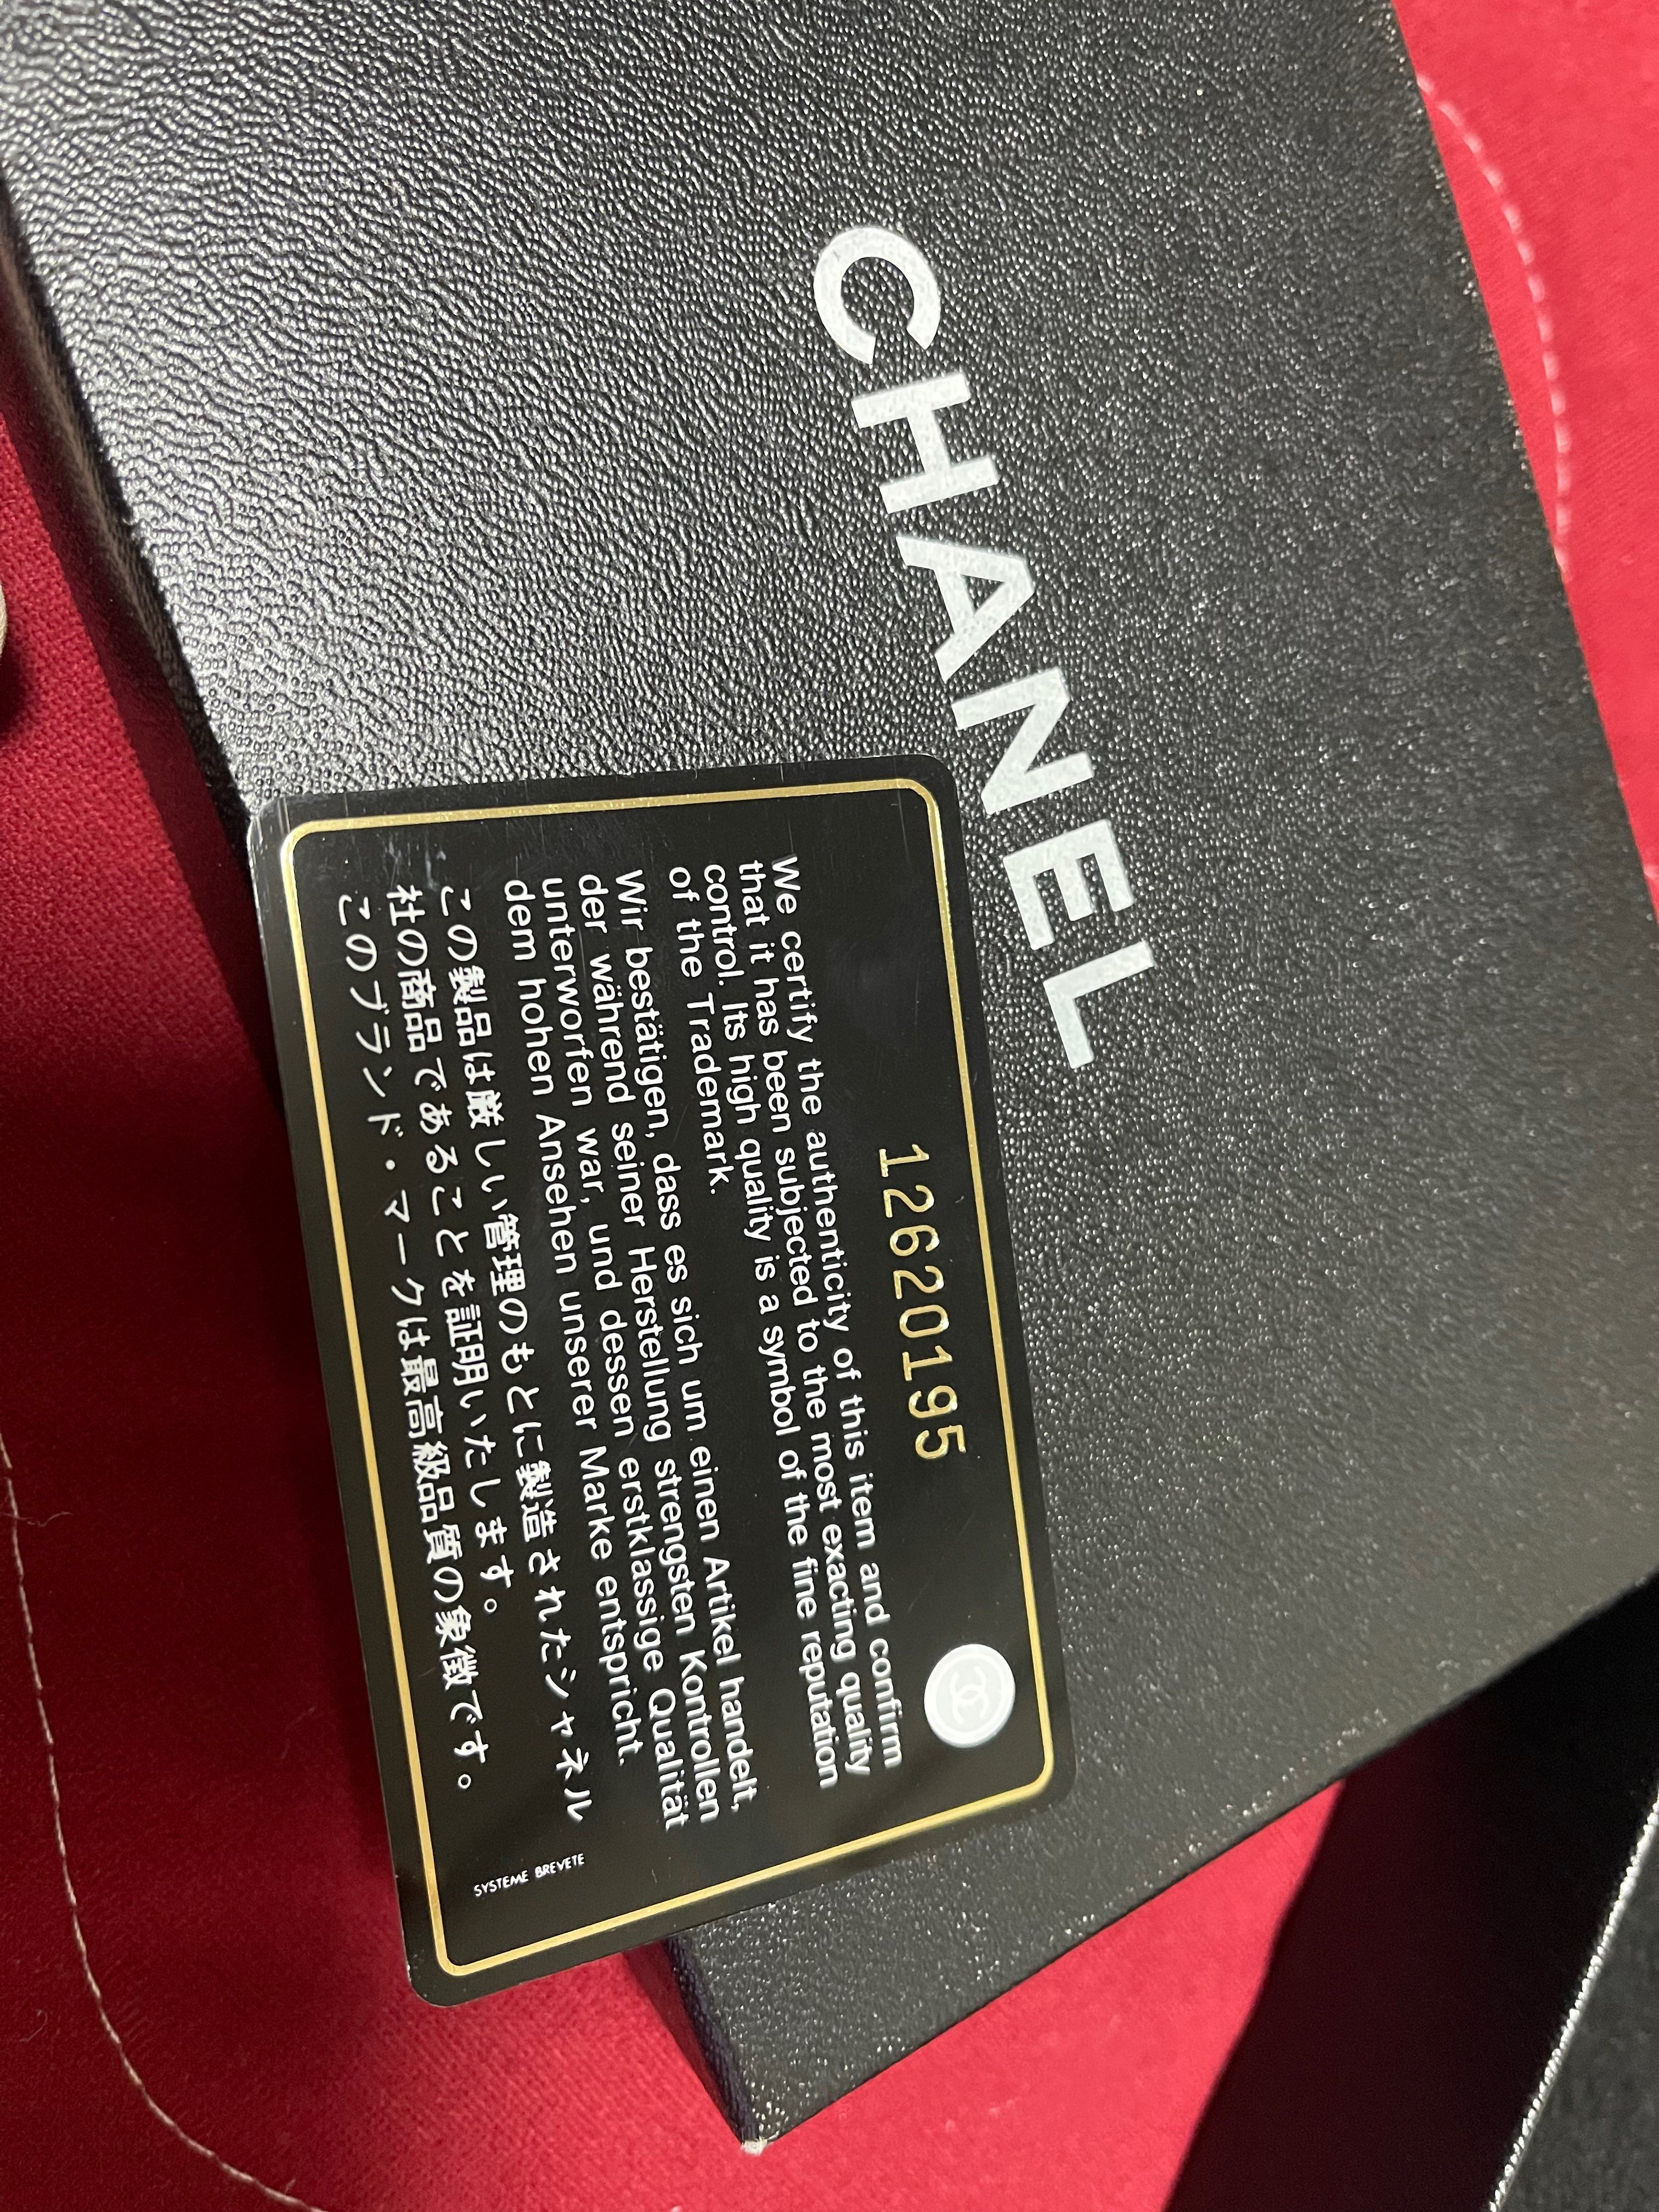 CHANEL
12620195
We certify the authenticity of this item and confirm
that it has been subjected to the most exacting quality
control. Its high quality is a symbol of the fine reputation
of the Trademark.
Wir bestätigen, dass es sich um einen Artikel handelt,
der während seiner Herstellung strengsten Kontrollen
unterworfen war, und dessen erstklassige Qualität
dem hohen Ansehen unserer Marke entspricht.
この製品は厳しい管理のもとに製造されたシャネル
社の商品であることを証明いたします。
このブランド・マークは最高級品質の象徴です。
SYSTEME BREVETE